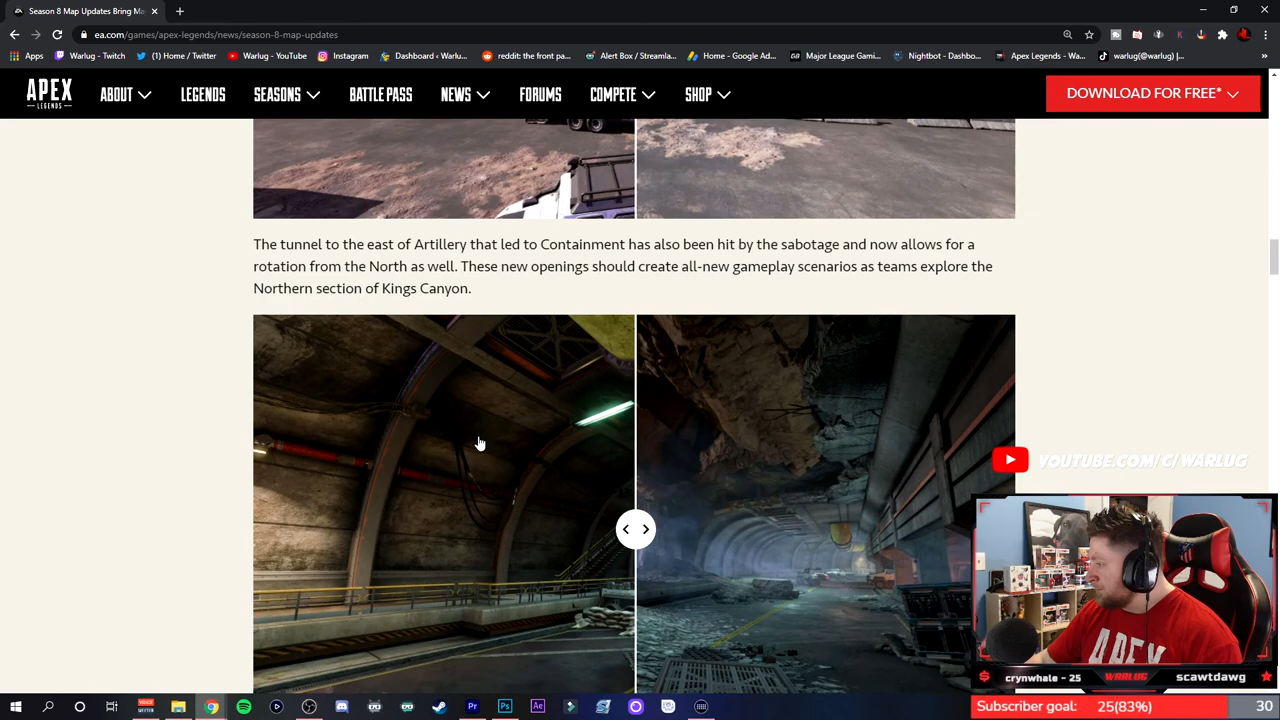 Season 8 Map Updates Bring Ma
ea.com/games/apex-legends/news/season-8-map-updates
Apps
Warlug - Twitch
(1) Home / Twitter
Warlug - YouTube
Instagram
Dashboard ‹ Warlug...
reddit: the front pa...
Alert Box / Streamla...
Home - Google Ad...
Major League Gami...
Nightbot - Dashbo...
Apex Legends - Wa...
warlug(@warlug) |...
APEX
LEGENDS
ABOUT
LEGENDS
SEASONS
BATTLE PASS
NEWS
FORUMS
COMPETE
SHOP
DOWNLOAD FOR FREE*
The tunnel to the east of Artillery that led to Containment has also been hit by the sabotage and now allows for a
rotation from the North as well. These new openings should create all-new gameplay scenarios as teams explore the
Northern section of Kings Canyon.
YOUTUBE.COM/C/WARLUG
APEX
crynwhale - 25
WARLUG
scawtdawg
Subscriber goal:
25(83%)
30